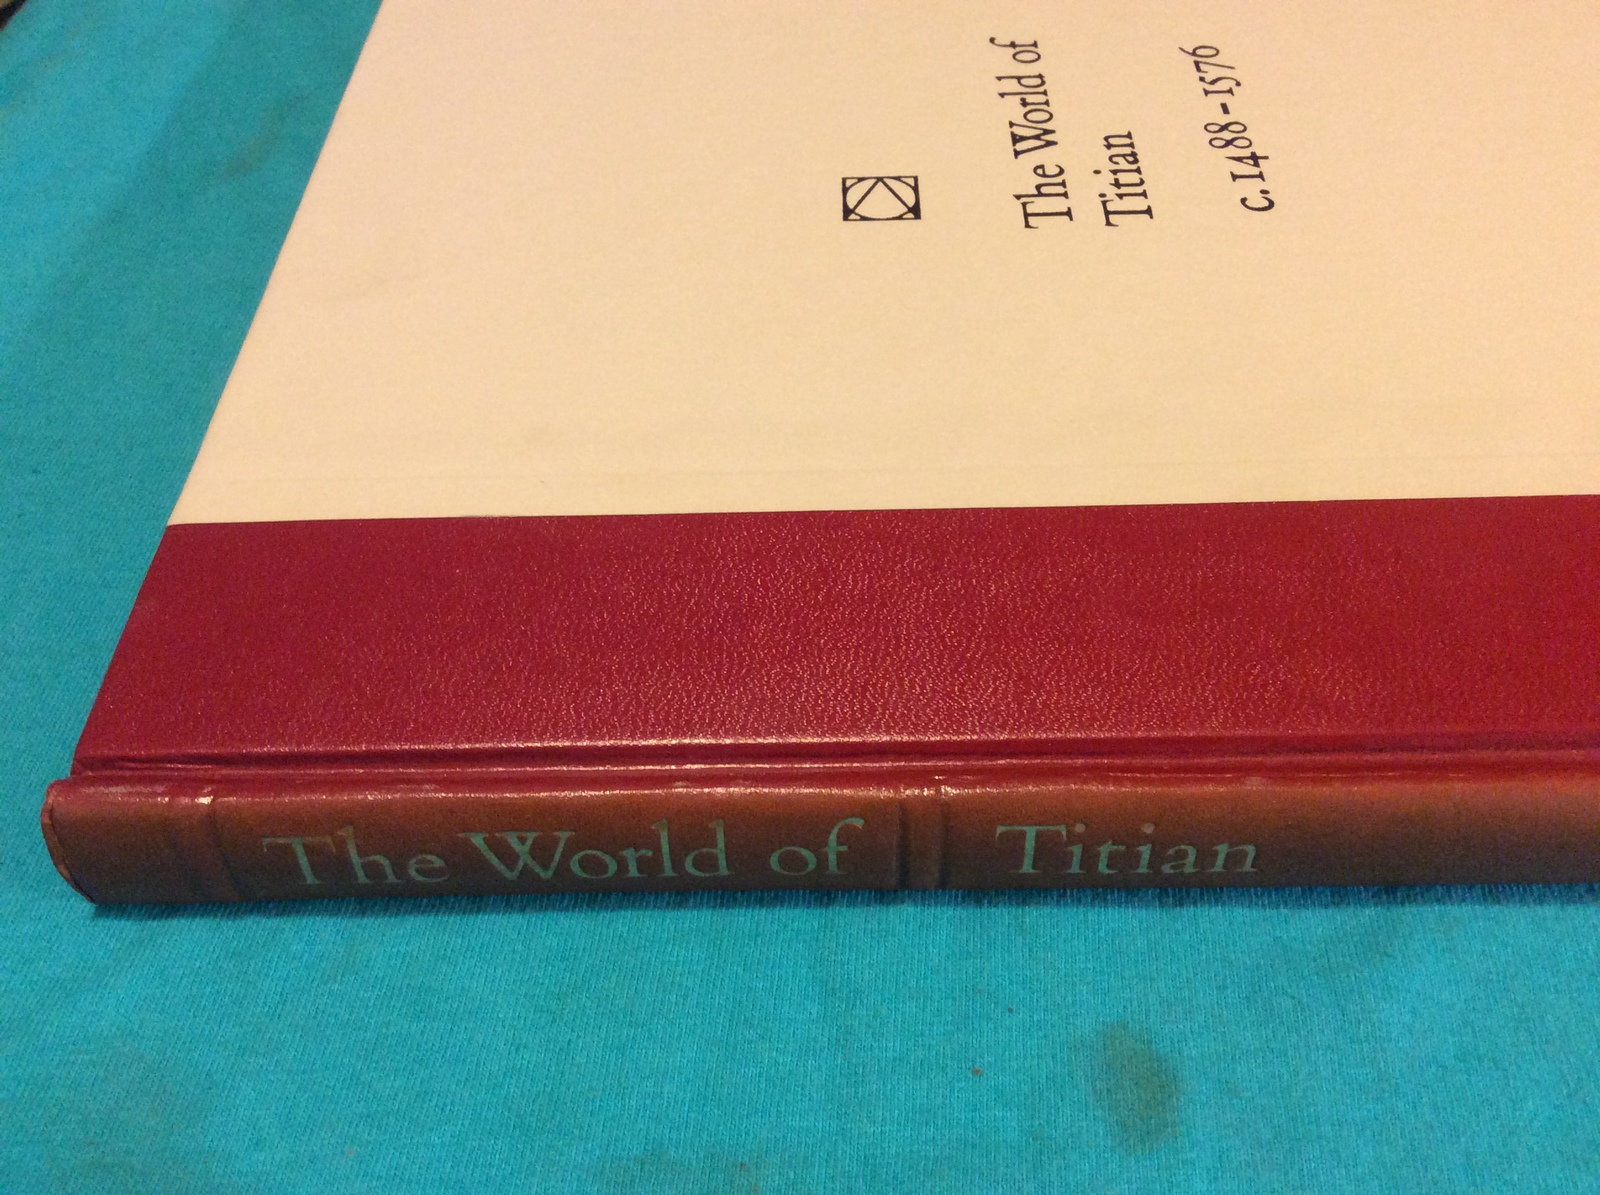 The World of
Titian
c. 1488-1576
The World of Titian